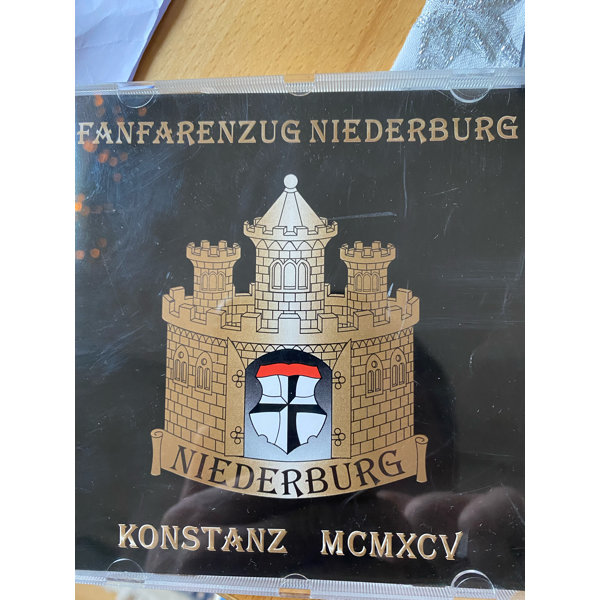 FANFARENZUG NIEDERBURG
NIEDERBURG
KONSTANZ MCMXCV